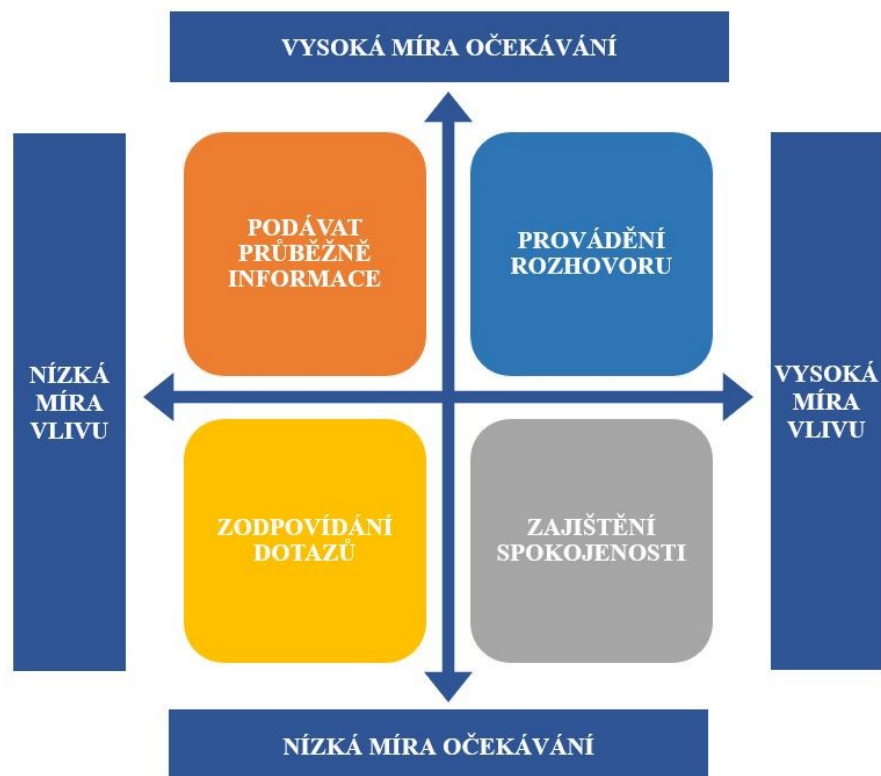 VYSOKÁ MÍRA OČEKÁVÁNÍ
PODÁVAT
PRŮBĚŽNĚ
INFORMACE
PROVÁDĚNÍ
ROZHOVORU
NÍZKÁ
MÍRA
VLIVU
VYSOKÁ
MÍRA
VLIVU
ZODPOVÍDÁNÍ
DOTAZŮ
ZAJIŠTĚNÍ
SPOKOJENOSTI
NÍZKÁ MÍRA OČEKÁVÁNÍ